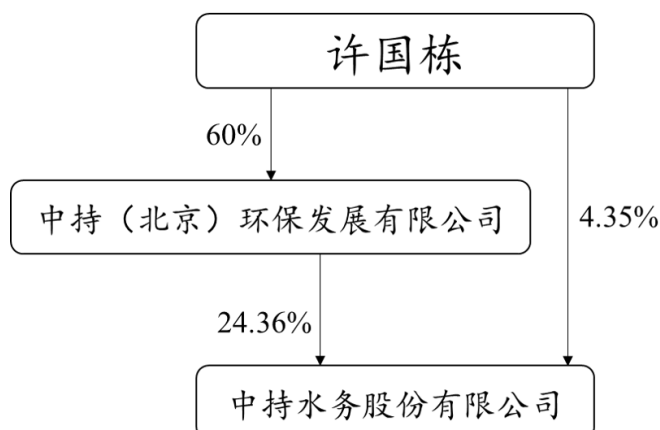 许国栋
60%
中持（北京）环保发展有限公司
4.35%
24.36%
中持水务股份有限公司